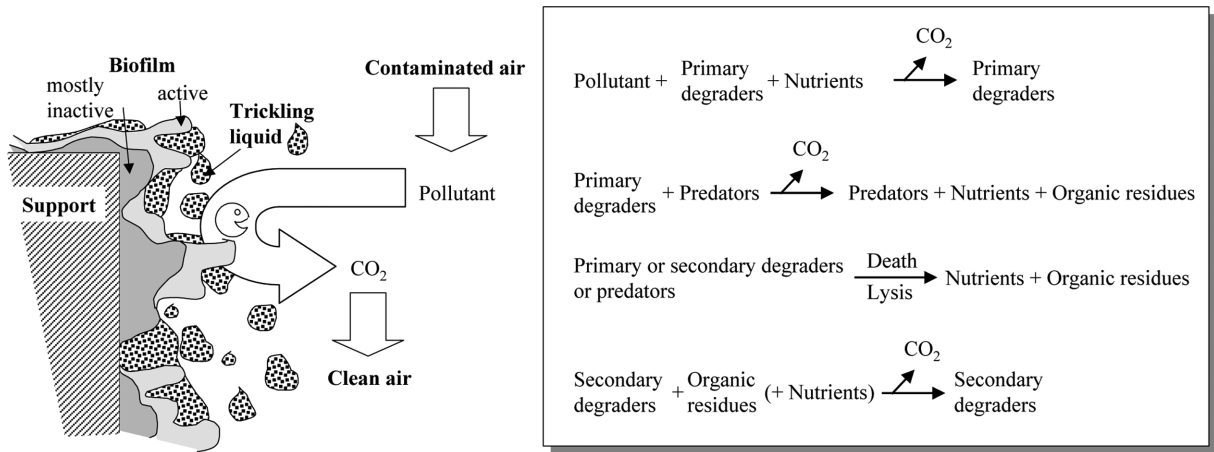 Biofilm
mostly
inactive
active
Trickling
liquid
Contaminated air
Pollutant
Support
CO2
Clean air
CO2
Pollutant + Primary degraders + Nutrients Primary degraders
CO2
Primary degraders + Predators Predators + Nutrients + Organic residues
Primary or secondary degraders
or predators
Death
Lysis
Nutrients + Organic residues
CO2
Secondary degraders + Organic residues (+ Nutrients) Secondary degraders